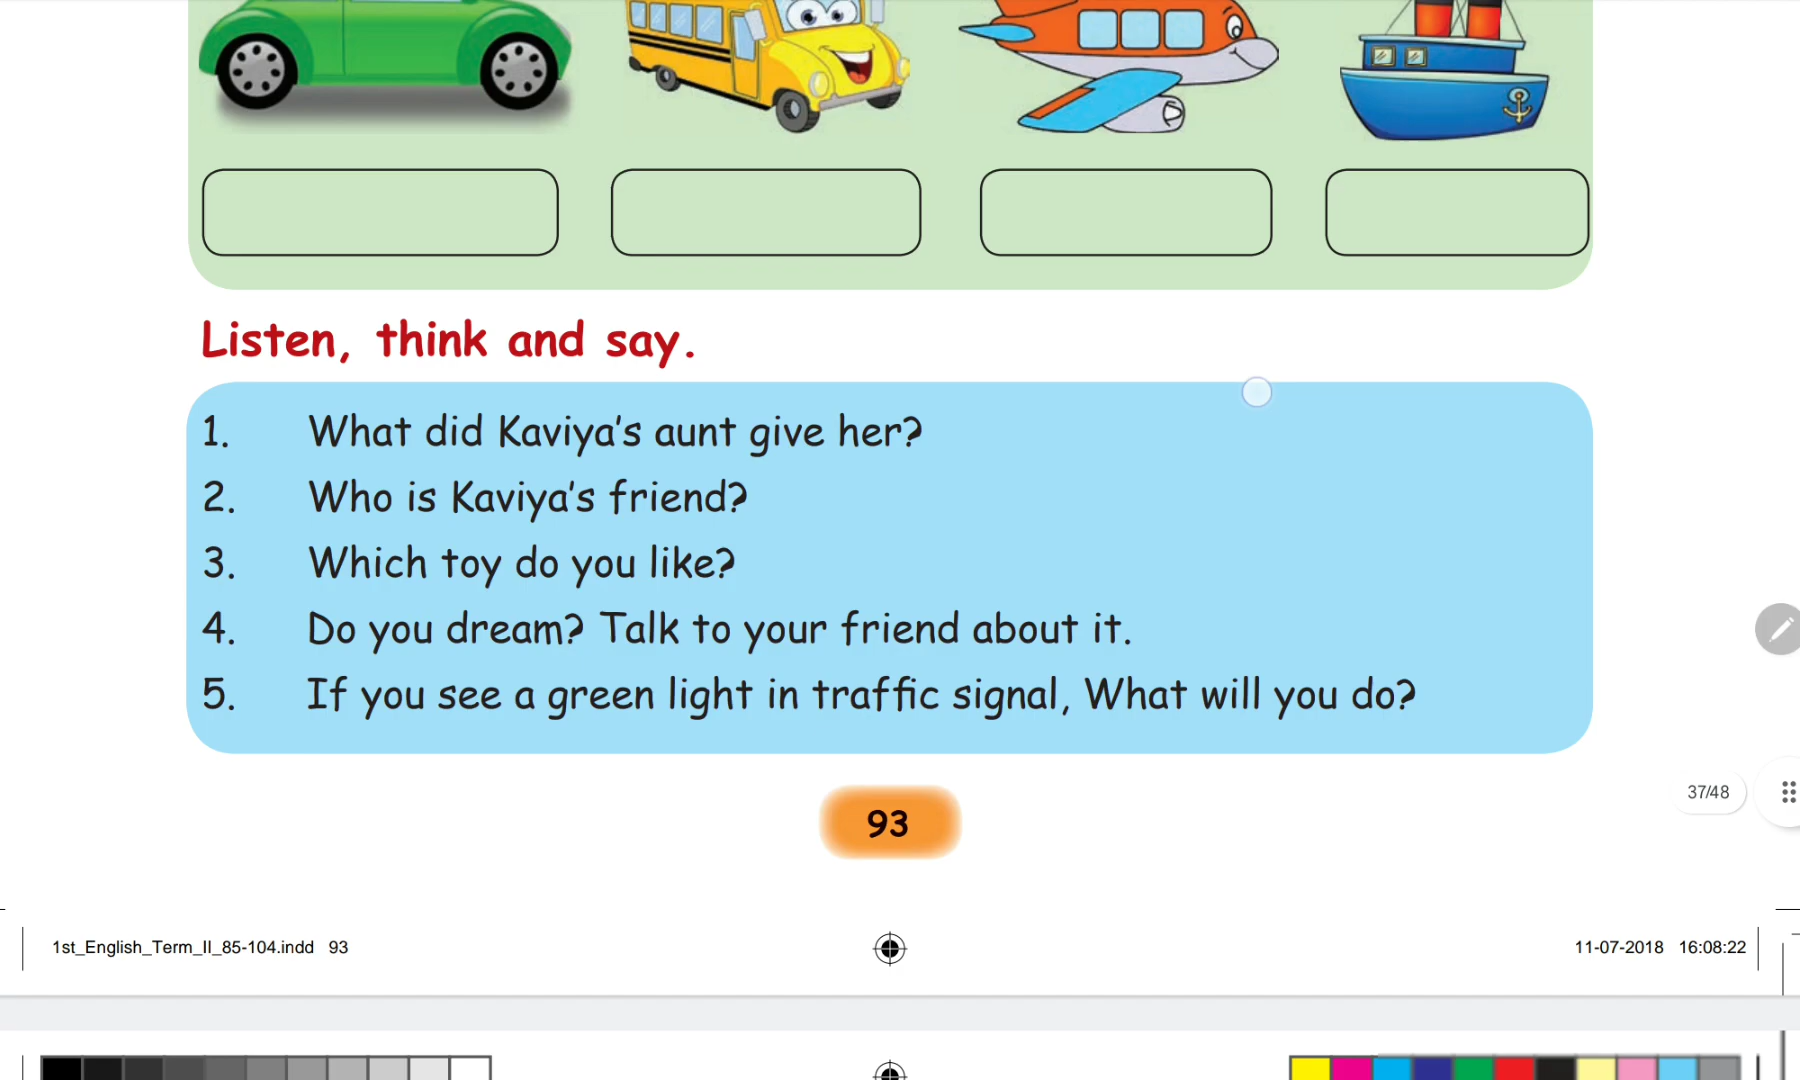 Listen, think and say.
1. What did Kaviya's aunt give her?
2. Who is Kaviya's friend?
3. Which toy do you like?
4. Do you dream? Talk to your friend about it.
5. If you see a green light in traffic signal, What will you do?
37/48
93
1st_English_Term_II_85-104.indd 93
11-07-2018 16:08:22